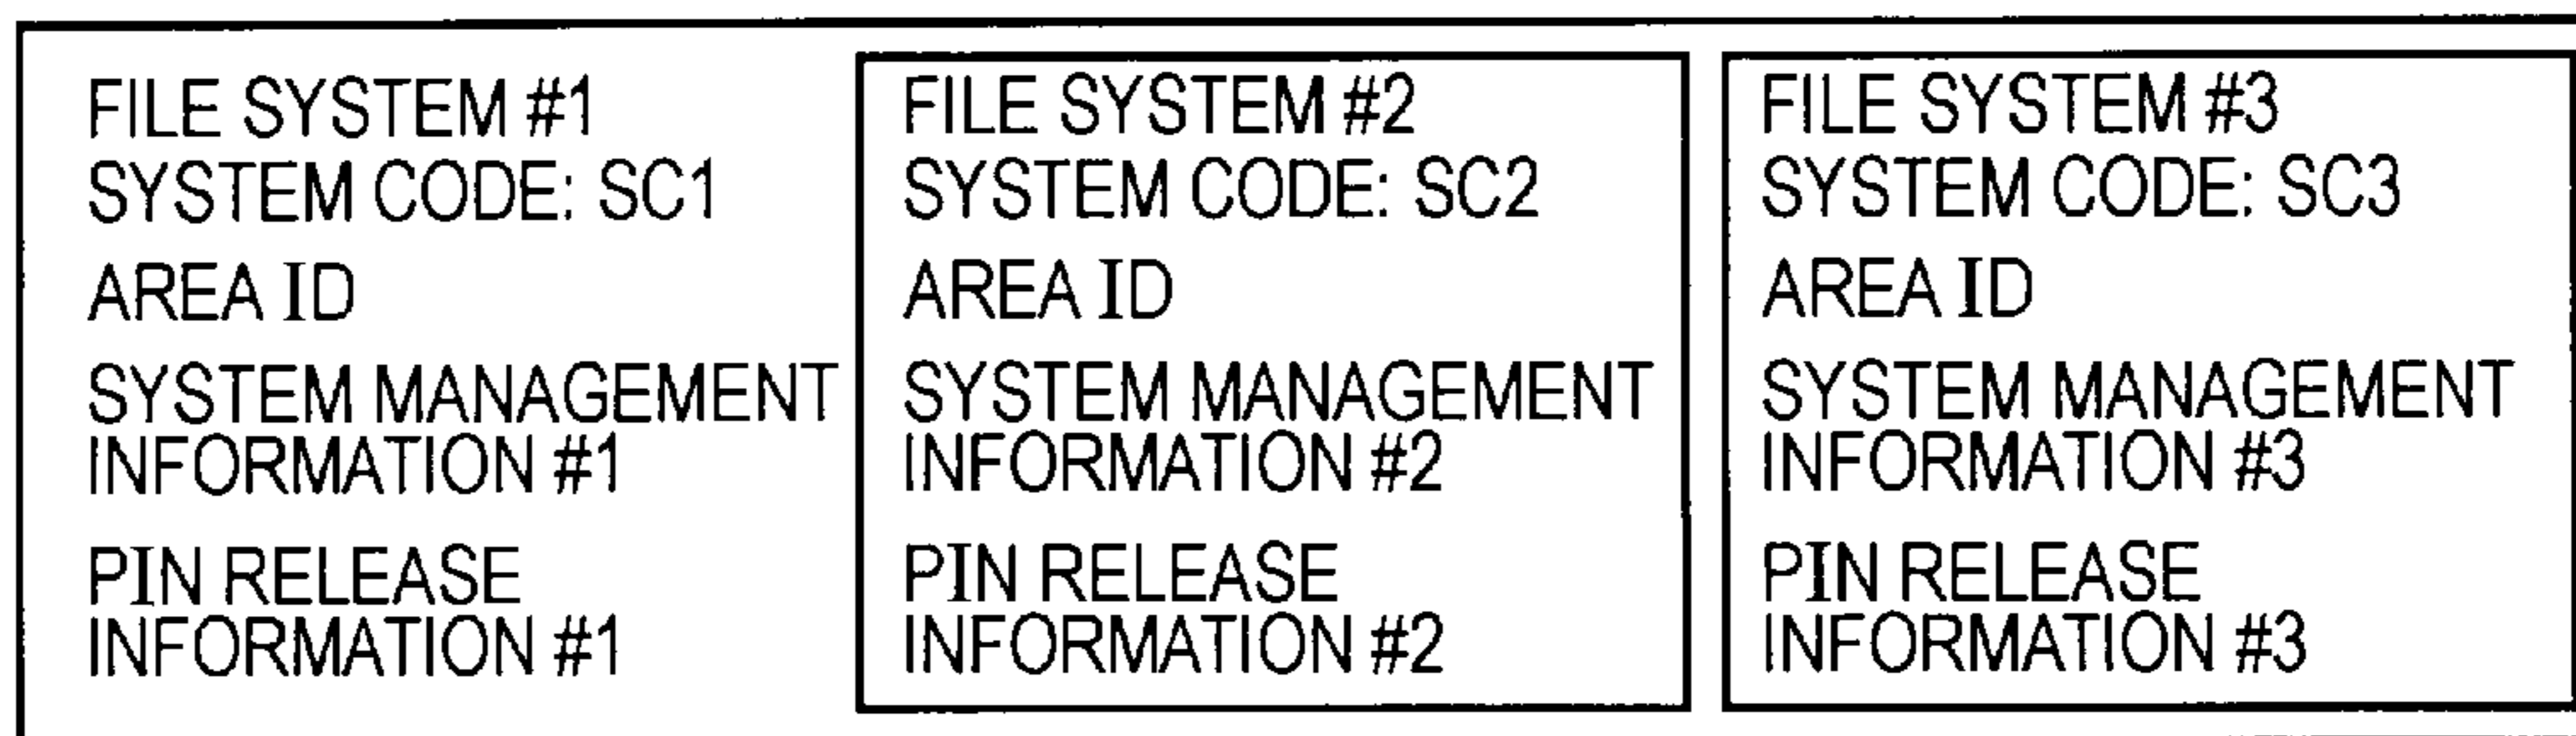 FILE SYSTEM #1
SYSTEM CODE: SC1
AREA ID
SYSTEM MANAGEMENT
INFORMATION #1
PIN RELEASE
INFORMATION #1
FILE SYSTEM #2
SYSTEM CODE: SC2
AREA ID
SYSTEM MANAGEMENT
INFORMATION #2
PIN RELEASE
INFORMATION #2
FILE SYSTEM #3
SYSTEM CODE: SC3
AREA ID
SYSTEM MANAGEMENT
INFORMATION #3
PIN RELEASE
INFORMATION #3